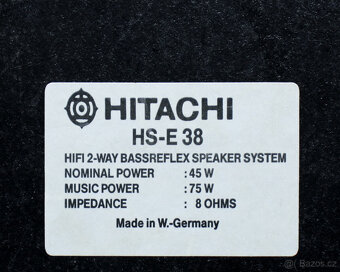 HITACHI
HS-E 38
HIFI 2-WAY BASSREFLEX SPEAKER SYSTEM
NOMINAL POWER : 45 W
MUSIC POWER : 75 W
IMPEDANCE : 8 OHMS
Made in W.-Germany
Bazos.cz